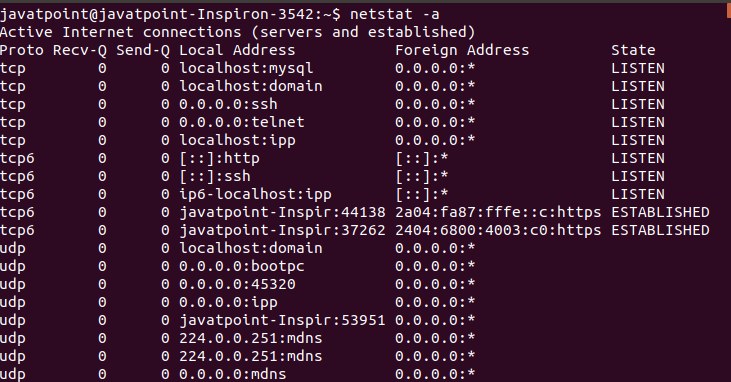 javatpoint@javatpoint-Inspiron-3542:~$ netstat -a
Active Internet connections (servers and established)
Proto Recv-Q Send-Q Local Address           Foreign Address         State
tcp        0      0 localhost:mysql         0.0.0.0:*               LISTEN
tcp        0      0 localhost:domain        0.0.0.0:*               LISTEN
tcp        0      0 0.0.0.0:ssh             0.0.0.0:*               LISTEN
tcp        0      0 0.0.0.0:telnet          0.0.0.0:*               LISTEN
tcp        0      0 localhost:ipp           0.0.0.0:*               LISTEN
tcp6       0      0 [::]:http               [::]:*                  LISTEN
tcp6       0      0 [::]:ssh                [::]:*                  LISTEN
tcp6       0      0 ip6-localhost:ipp       [::]:*                  LISTEN
tcp6       0      0 javatpoint-Inspir:44138 2a04:fa87:fffe::c:https ESTABLISHED
tcp6       0      0 javatpoint-Inspir:37262 2404:6800:4003:c0:https ESTABLISHED
udp        0      0 localhost:domain        0.0.0.0:*
udp        0      0 0.0.0.0:bootpc          0.0.0.0:*
udp        0      0 0.0.0.0:45320           0.0.0.0:*
udp        0      0 0.0.0.0:ipp             0.0.0.0:*
udp        0      0 javatpoint-Inspir:53951 0.0.0.0:*
udp        0      0 224.0.0.251:mdns        0.0.0.0:*
udp        0      0 224.0.0.251:mdns        0.0.0.0:*
udp        0      0 0.0.0.0:mdns            0.0.0.0:*